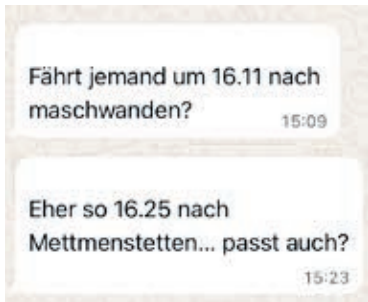 Fährt jemand um 16.11 nach
maschwanden?
15:09
Eher so 16.25 nach
Mettmenstetten... passt auch?
15:23